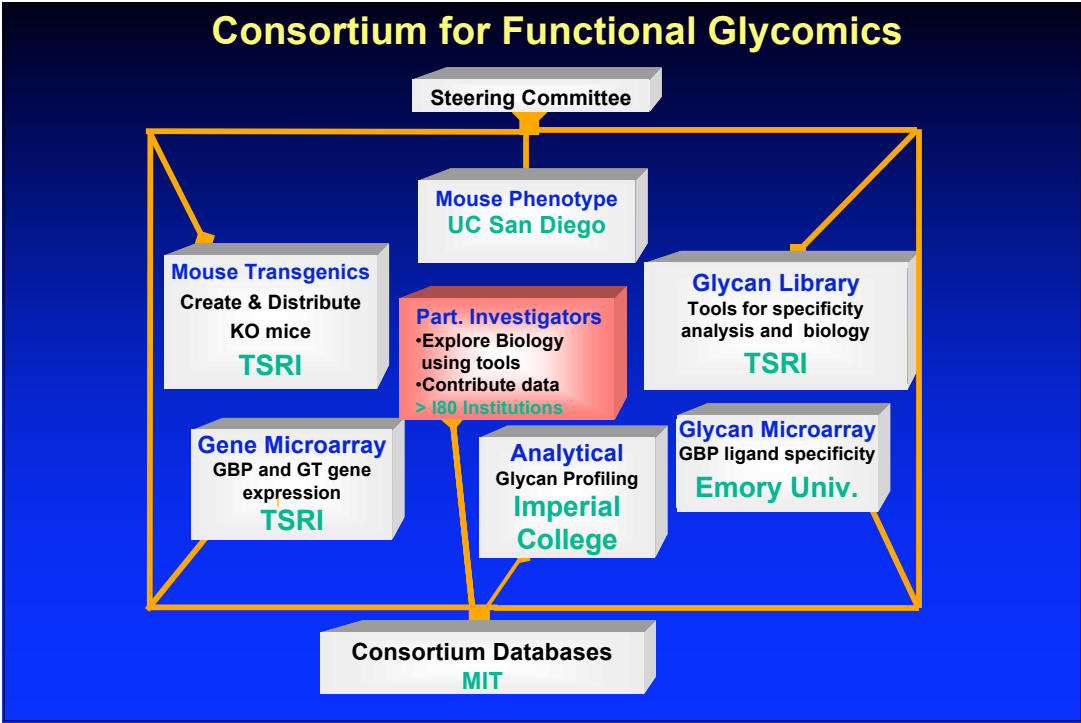 Consortium for Functional Glycomics
Steering Committee
Mouse Phenotype
UC San Diego
Mouse Transgenics
Create & Distribute
KO mice
TSRI
Part. Investigators
•Explore Biology
using tools
•Contribute data
> I80 Institutions
Glycan Library
Tools for specificity
analysis and biology
TSRI
Gene Microarray
GBP and GT gene
expression
TSRI
Analytical
Glycan Profiling
Imperial
College
Glycan Microarray
GBP ligand specificity
Emory Univ.
Consortium Databases
MIT